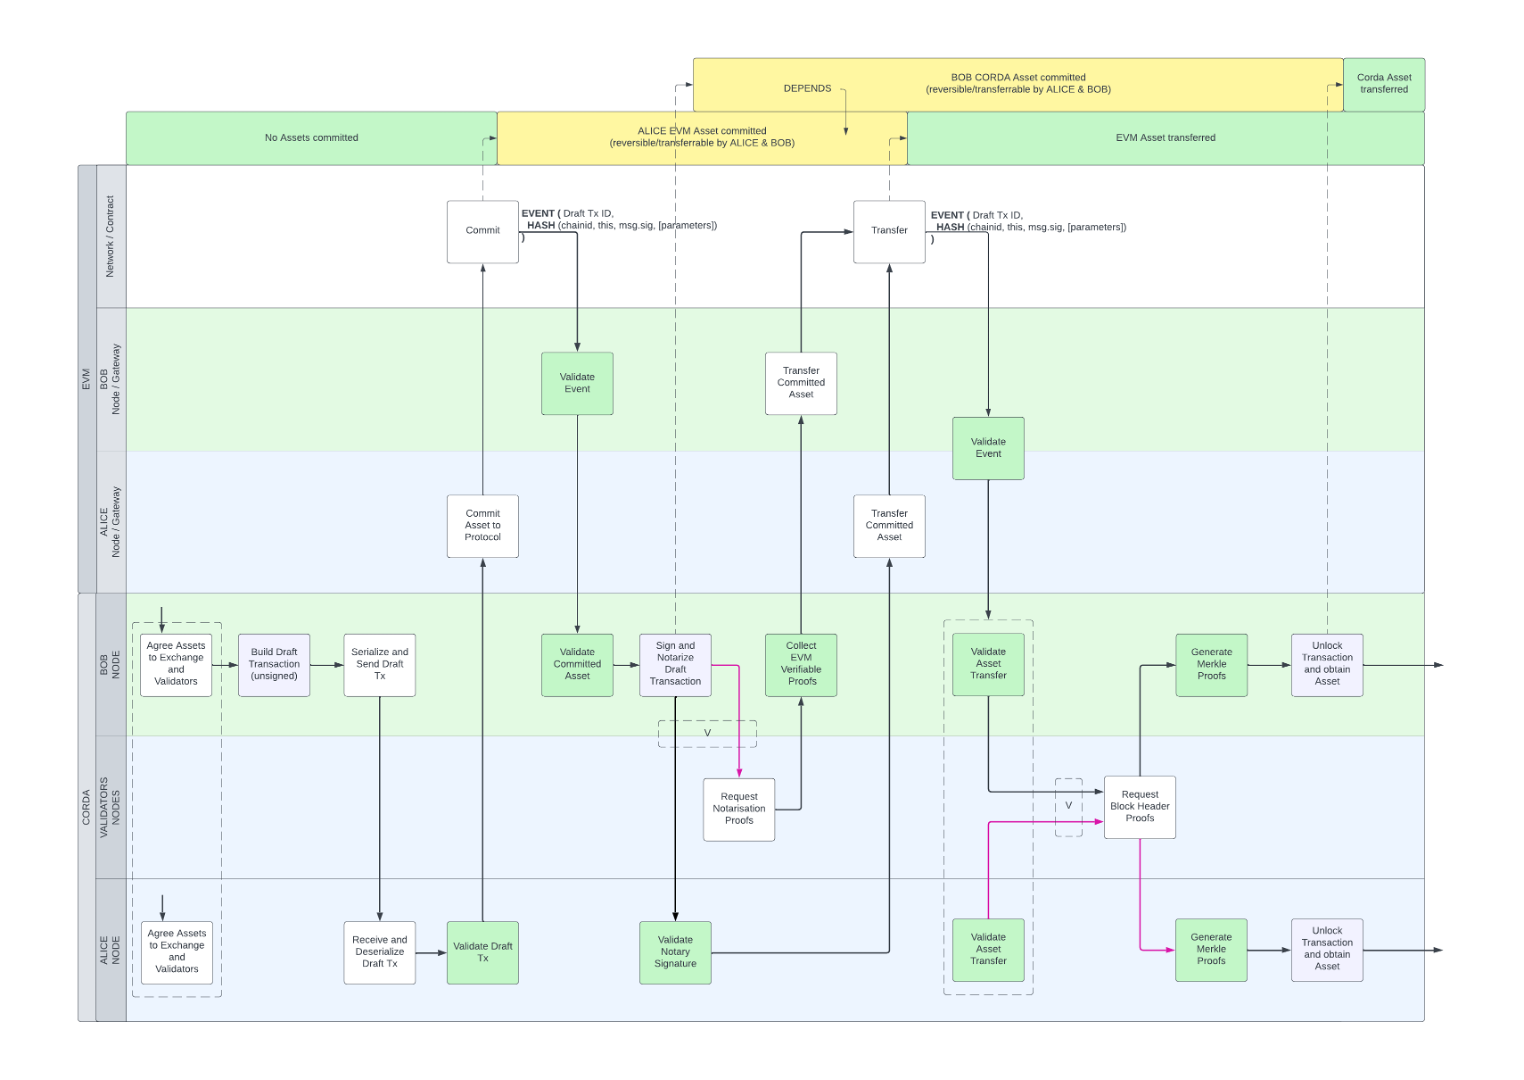 BOB CORDA Asset committed
(reversible/transferrable by ALICE & BOB)
DEPENDS
Corda Asset
transferred
No Assets committed
ALICE EVM Asset committed
(reversible/transferrable by ALICE & BOB)
EVM Asset transferred
EVM
Network / Contract
Commit
EVENT ( Draft Tx ID,
HASH (chainid, this, msg.sig, [parameters])
)
Transfer
EVENT ( Draft Tx ID,
HASH (chainid, this, msg.sig, [parameters])
)
BOB
Node / Gateway
Validate
Event
Transfer
Committed
Asset
Validate
Event
ALICE
Node / Gateway
Commit
Asset to
Protocol
Transfer
Committed
Asset
CORDA
BOB
NODE
Agree Assets
to Exchange
and
Validators
Build Draft
Transaction
(unsigned)
Serialize and
Send Draft
Tx
Validate
Committed
Asset
Sign and
Notarize
Draft
Transaction
Collect
EVM
Verifiable
Proofs
Validate
Asset
Transfer
Generate
Merkle
Proofs
Unlock
Transaction
and obtain
Asset
V
VALIDATORS
NODES
Request
Notarisation
Proofs
V
Request
Block Header
Proofs
ALICE
NODE
Agree Assets
to Exchange
and
Validators
Receive and
Deserialize
Draft Tx
Validate Draft
Tx
Validate
Notary
Signature
Validate
Asset
Transfer
Generate
Merkle
Proofs
Unlock
Transaction
and obtain
Asset